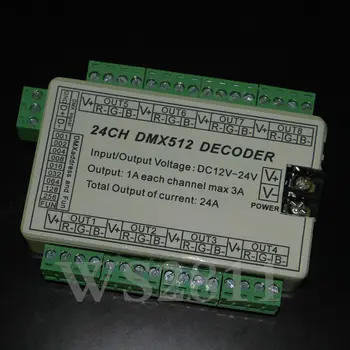 OUT5 OUT6 OUT7 OUT8
V+ R- G- B- V+ R- G- B- V+ R- G- B- V+ R- G- B-
24CH DMX512 DECODER
Input/Output Voltage: DC12V~24V
Output: 1A each channel max 3A
Total Output of current: 24A
V+
V-
POWER
D+
001
002
004
008
016
032
064
128
256
FUN
DMXaddress and Fun
OUT1 OUT2 OUT3 OUT4
V+ R- G- B- V+ R- G- B- V+ R- G- B- V+ R- G- B-
WS2811